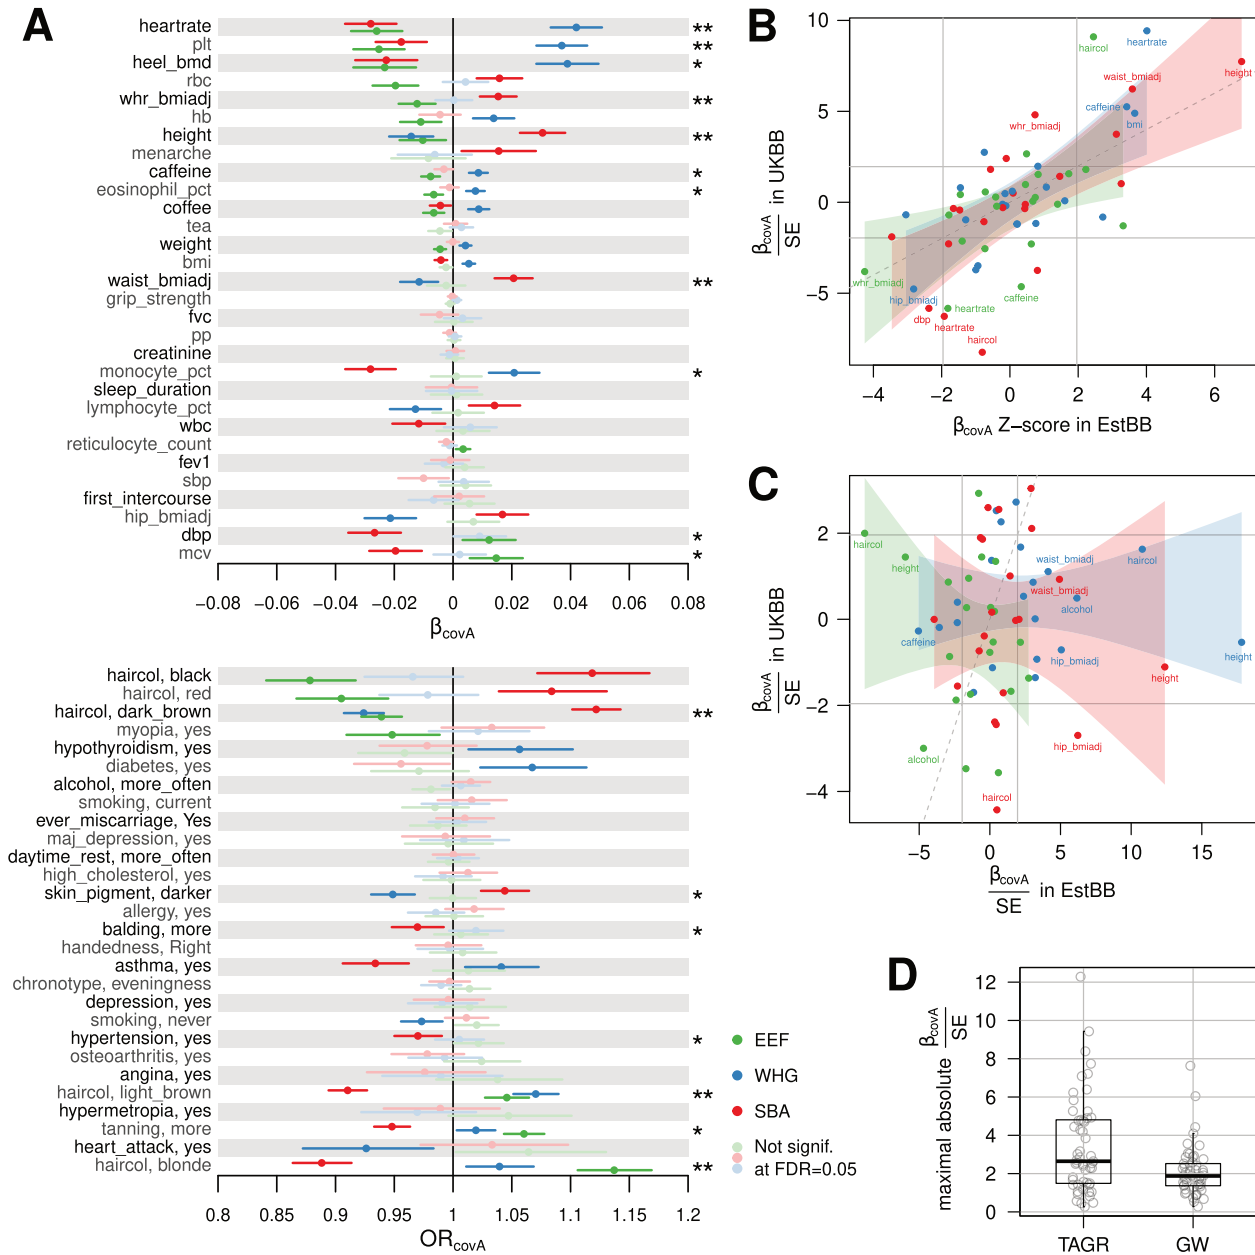 A
heartrate
**
plt
**
heel_bmd
*
rbc
whr_bmiadj
**
hb
height
**
menarche
caffeine
*
eosinophil_pct
*
coffee
tea
weight
bmi
waist_bmiadj
**
grip_strength
fvc
pp
creatinine
monocyte_pct
*
sleep_duration
lymphocyte_pct
wbc
reticulocyte_count
fev1
sbp
first_intercourse
hip_bmiadj
dbp
*
mcv
*
−0.08 −0.06 −0.04 −0.02 0 0.02 0.04 0.06 0.08
βcovA
haircol, black
haircol, red
haircol, dark_brown
**
myopia, yes
hypothyroidism, yes
diabetes, yes
alcohol, more_often
smoking, current
ever_miscarriage, Yes
maj_depression, yes
daytime_rest, more_often
high_cholesterol, yes
skin_pigment, darker
*
allergy, yes
balding, more
*
handedness, Right
asthma, yes
chronotype, eveningness
depression, yes
smoking, never
hypertension, yes
*
osteoarthritis, yes
angina, yes
haircol, light_brown
**
hypermetropia, yes
tanning, more
*
heart_attack, yes
haircol, blonde
**
0.8 0.85 0.9 0.95 1 1.05 1.1 1.15 1.2
ORcovA
EEF
WHG
SBA
Not signif.
at FDR=0.05
B
10
5
0
−5
βcovA
SE
in UKBB
haircol
heartrate
height
waist_bmiadj
caffeine
bmi
whr_bmiadj
whr_bmiadj
hip_bmiadj
caffeine
heartrate
dbp
heartrate
haircol
−4 −2 0 2 4 6
βcovA Z−score in EstBB
C
2
0
−2
−4
βcovA
SE
in UKBB
haircol
height
waist_bmiadj
haircol
waist_bmiadj
alcohol
caffeine
hip_bmiadj
height
height
hip_bmiadj
alcohol
haircol
−5 0 5 10 15
βcovA
SE
in EstBB
D
12
10
8
6
4
2
0
maximal absolute
βcovA
SE
TAGR GW